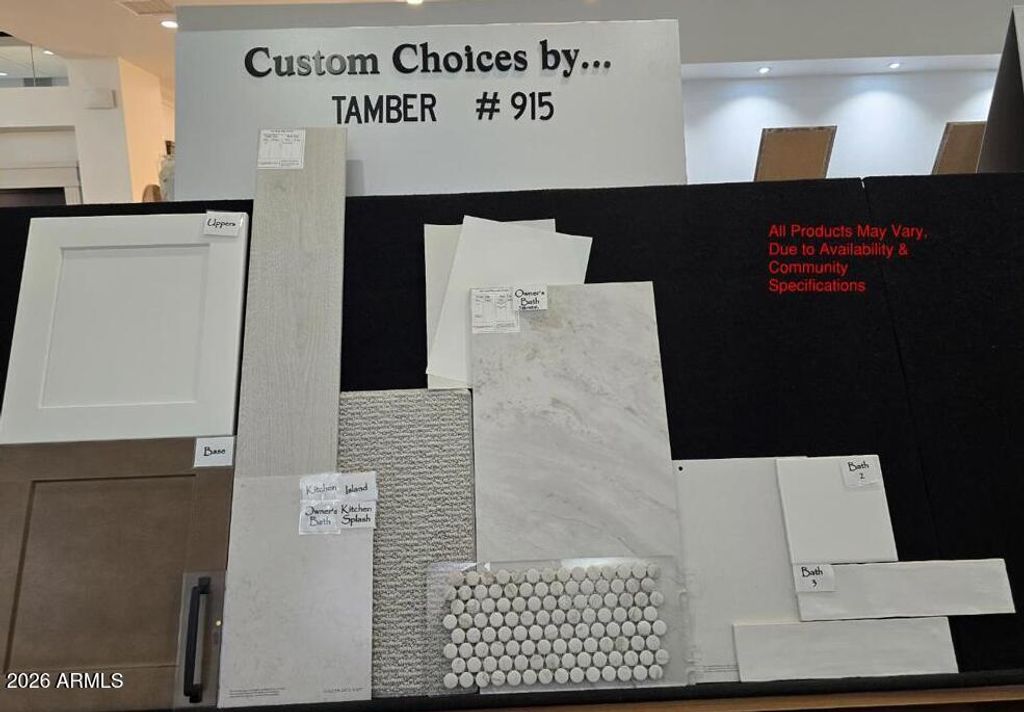 Custom Choices by...
TAMBER # 915
Uppers
All Products May Vary,
Due to Availability &
Community
Specifications
Owner's
Bath
Base
Kitchen Island
Owner's
Bath
Kitchen
Splash
Bath
2
Bath
3
2026 ARMLS